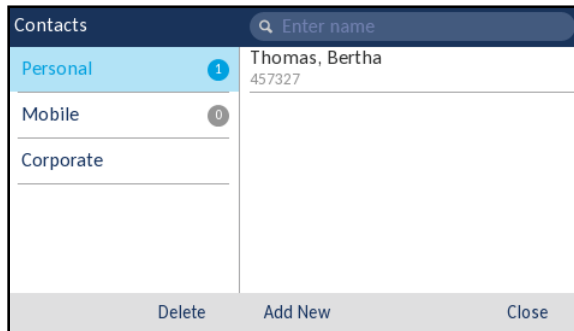 Contacts
Enter name
Personal 1
Mobile 0
Corporate
Thomas, Bertha
457327
Delete Add New Close